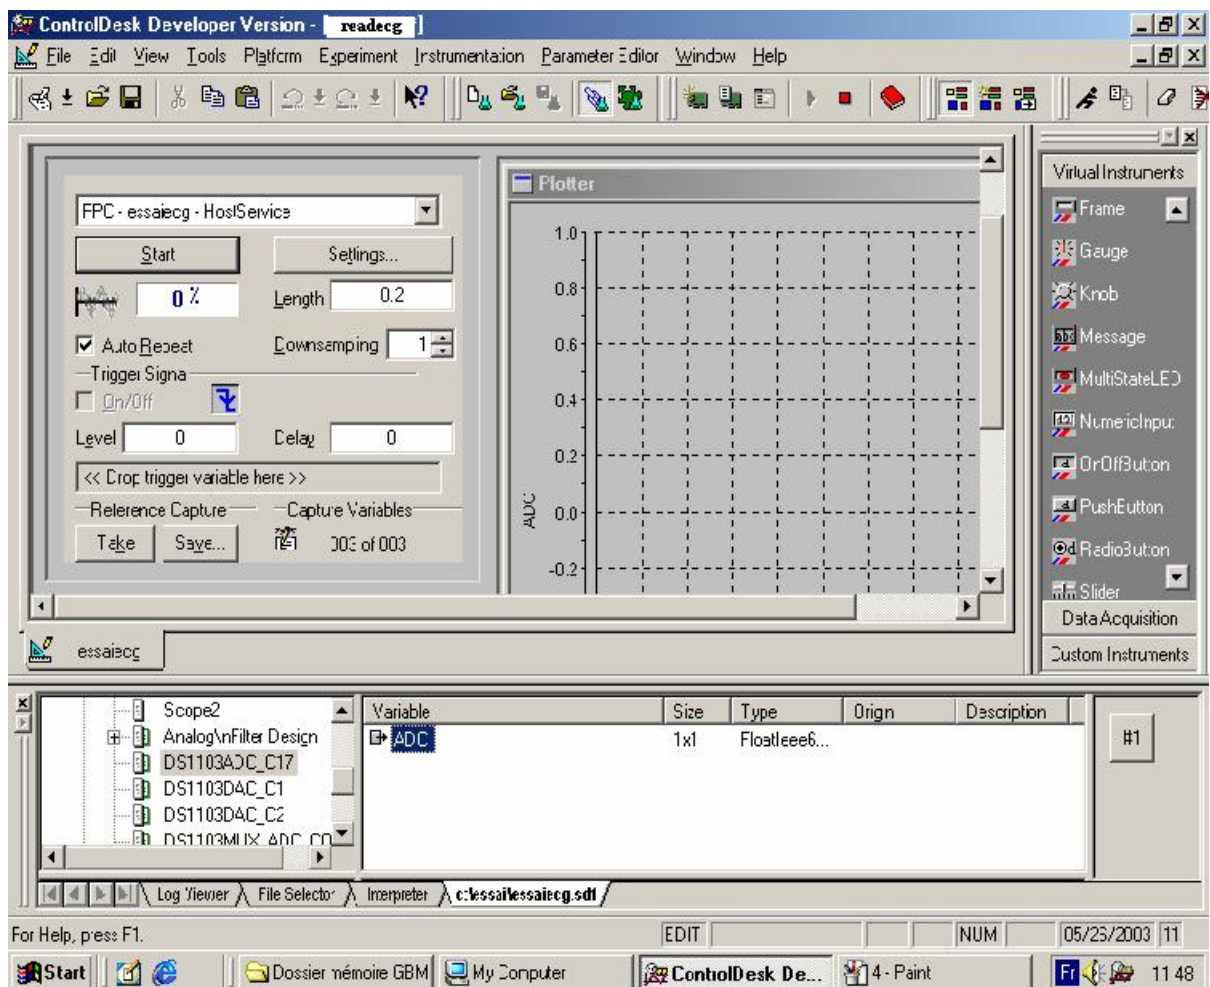 ControlDesk Developer Version - [ readecg ]
File Edit View Tools Platform Experiment Instrumentation Parameter Editor Window Help
FPC - essaiecg - HostService
Start Settings...
0 % Length 0.2
Auto Repeat Downsampling 1
Trigger Signa
On/Off
Level 0 Delay 0
<< Drop trigger variable here >>
Reference Capture Capture Variables
Take Save... 003 of 003
Plotter
1.0
0.8
0.6
0.4
0.2
0.0
-0.2
ADC
Virtual Instruments
Frame
Gauge
Knob
Message
MultiStateLED
NumericInput
OnOffButton
PushButton
RadioButton
Slider
Data Acquisition
Custom Instruments
essaiecg
Scope2
Analog\nFilter Design
DS1103ADC_C17
DS1103DAC_C1
DS1103DAC_C2
DS1103MUX_ADC_CO
Variable Size Type Origin Description
ADC 1x1 FloatIeee6...
#1
Log Viewer File Selector Interpreter c:\essai\essaiecg.sdf
For Help, press F1. EDIT NUM 11
Start Dossier mémoire GBM My Computer ControlDesk De... 4 - Paint Fr 11 48